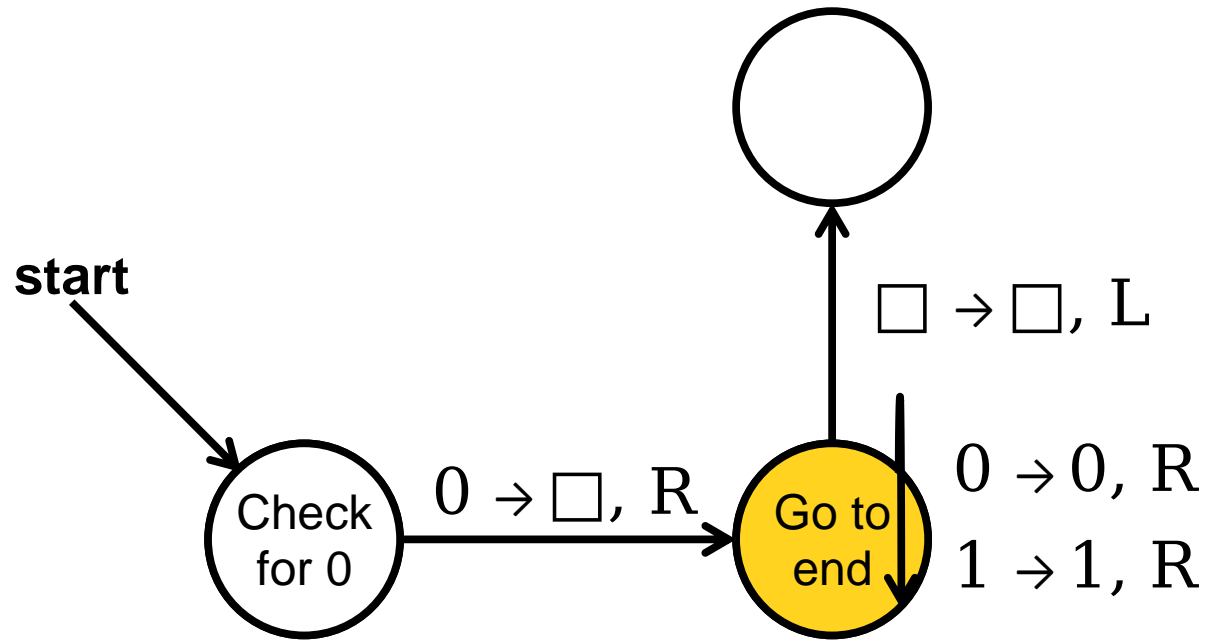 start
□ → □, L
0 → □, R
0 → 0, R
1 → 1, R
Check
for 0
Go to
end